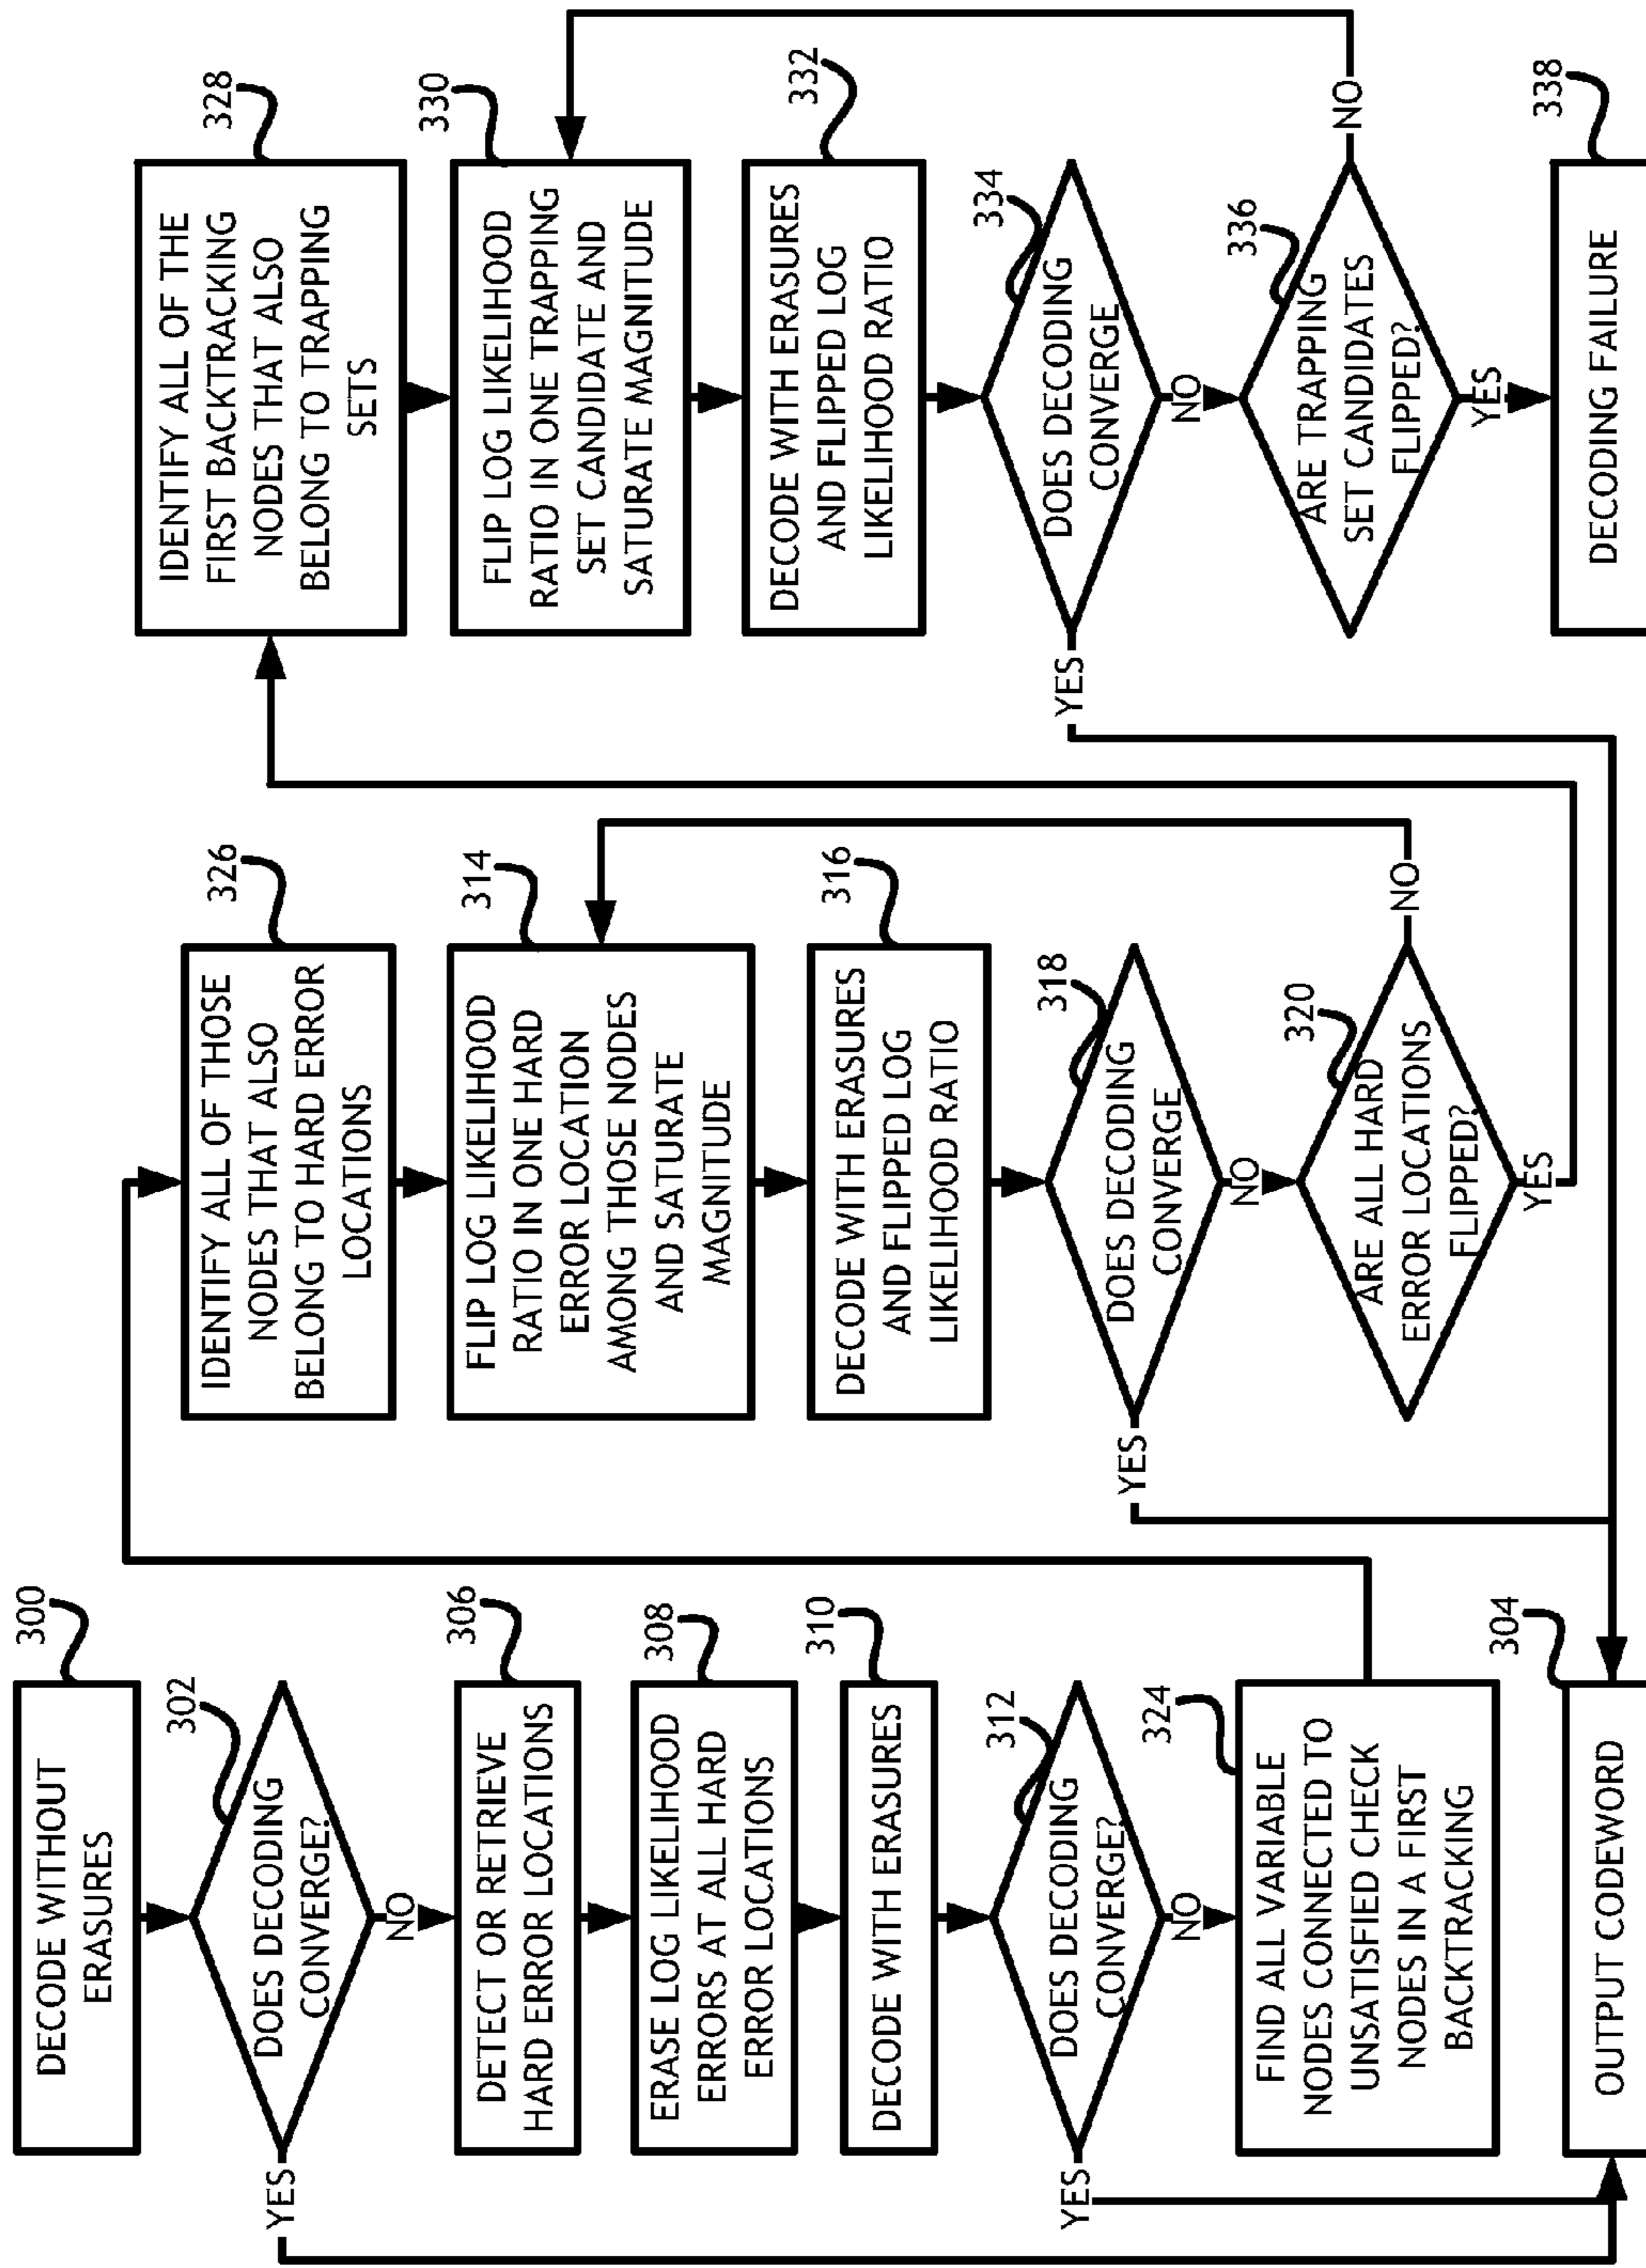 300
DECODE WITHOUT
ERASURES
302
DOES DECODING
CONVERGE?
YES
NO
306
DETECT OR RETRIEVE
HARD ERROR LOCATIONS
308
ERASE LOG LIKELIHOOD
ERRORS AT ALL HARD
ERROR LOCATIONS
310
DECODE WITH ERASURES
312
DOES DECODING
CONVERGE?
YES
NO
324
FIND ALL VARIABLE
NODES CONNECTED TO
UNSATISFIED CHECK
NODES IN A FIRST
BACKTRACKING
304
OUTPUT CODEWORD
326
IDENTIFY ALL OF THOSE
NODES THAT ALSO
BELONG TO HARD ERROR
LOCATIONS
314
FLIP LOG LIKELIHOOD
RATIO IN ONE HARD
ERROR LOCATION
AMONG THOSE NODES
AND SATURATE
MAGNITUDE
316
DECODE WITH ERASURES
AND FLIPPED LOG
LIKELIHOOD RATIO
318
DOES DECODING
CONVERGE
YES
NO
320
ARE ALL HARD
ERROR LOCATIONS
FLIPPED?
NO
YES
328
IDENTIFY ALL OF THE
FIRST BACKTRACKING
NODES THAT ALSO
BELONG TO TRAPPING
SETS
330
FLIP LOG LIKELIHOOD
RATIO IN ONE TRAPPING
SET CANDIDATE AND
SATURATE MAGNITUDE
332
DECODE WITH ERASURES
AND FLIPPED LOG
LIKELIHOOD RATIO
334
DOES DECODING
CONVERGE
YES
NO
336
ARE TRAPPING
SET CANDIDATES
FLIPPED?
NO
YES
338
DECODING FAILURE